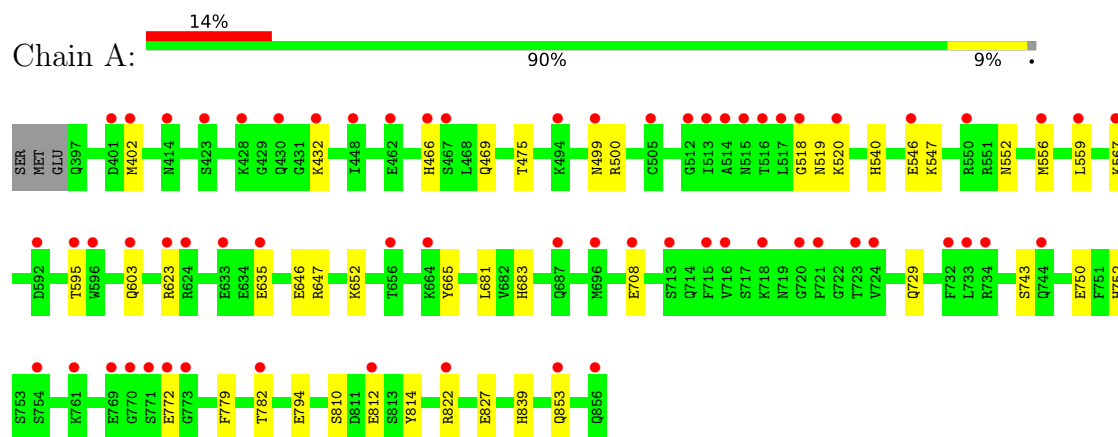 14%
Chain A:
90% 9% •
SER MET GLU Q397 D401 M402 N414 S423 K428 G429 Q430 G431 K432 I448 E462 H466 S467 L468 Q469 T475 K494 N499 R500 C505 G512 I513 A514 N515 T516 L517 G518 N519 K520 H540 E546 K547 R550 R551 N552 M556 L559 K567
D592 T595 W596 Q603 R623 R624 E633 E634 E635 E646 R647 K652 T656 K664 Y665 L681 V682 H683 Q687 M696 E708 S713 Q714 F715 V716 S717 K718 N719 G720 P721 G722 T723 V724 Q729 F732 L733 R734 S743 Q744 E750 F751 H752
S753 S754 K761 E769 G770 S771 E772 G773 F779 T782 E794 S810 D811 E812 S813 Y814 R822 E827 H839 Q853 Q856